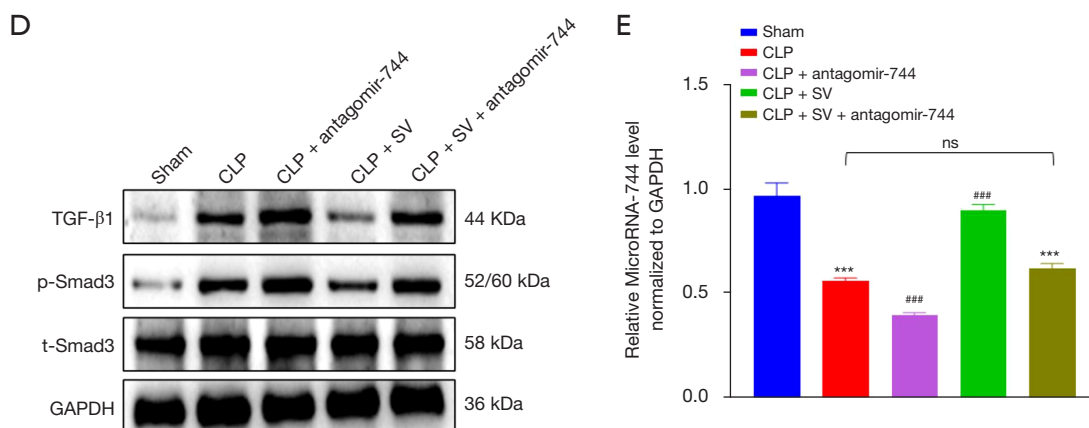 D
Sham
CLP
CLP + antagomir-744
CLP + SV
CLP + SV + antagomir-744
TGF-β1
44 KDa
p-Smad3
52/60 kDa
t-Smad3
58 kDa
GAPDH
36 kDa
E
Sham
CLP
CLP + antagomir-744
CLP + SV
CLP + SV + antagomir-744
Relative MicroRNA-744 level
normalized to GAPDH
1.5
1.0
0.5
0.0
ns
***
###
###
***